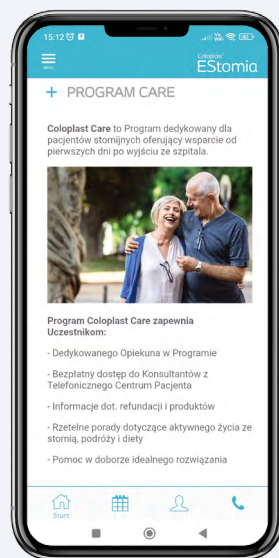 15:12
MENU
Coloplast®
EStomia
+ PROGRAM CARE
Coloplast Care to Program dedykowany dla
pacjentów stomijnych oferujący wsparcie od
pierwszych dni po wyjściu ze szpitala.
Program Coloplast Care zapewnia
Uczestnikom:
- Dedykowanego Opiekuna w Programie
- Bezpłatny dostęp do Konsultantów z
Telefonicznego Centrum Pacjenta
- Informacje dot. refundacji i produktów
- Rzetelne porady dotyczące aktywnego życia ze
stomią, podróży i diety
- Pomoc w doborze idealnego rozwiązania
Start